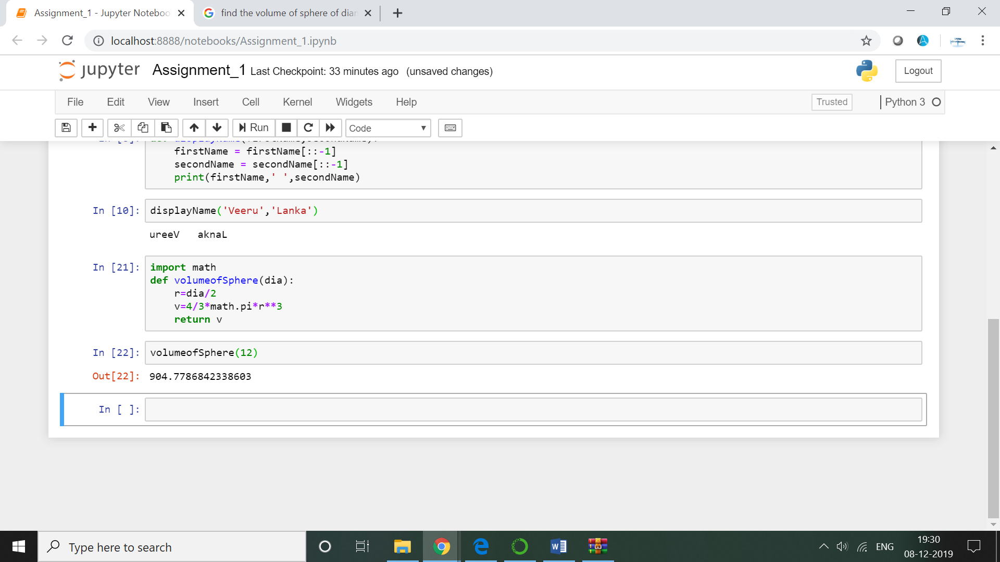 Assignment_1 - Jupyter Noteboo
find the volume of sphere of dian
localhost:8888/notebooks/Assignment_1.ipynb
jupyter Assignment_1 Last Checkpoint: 33 minutes ago (unsaved changes)
Logout
File Edit View Insert Cell Kernel Widgets Help
Trusted
Python 3
Run
Code
firstName = firstName[::-1]
secondName = secondName[::-1]
print(firstName,' ',secondName)
In [10]: displayName('Veeru','Lanka')
ureeV   aknaL
In [21]: import math
def volumeofSphere(dia):
r=dia/2
v=4/3*math.pi*r**3
return v
In [22]: volumeofSphere(12)
Out[22]: 904.7786842338603
In [ ]:
Type here to search
ENG
19:30
08-12-2019